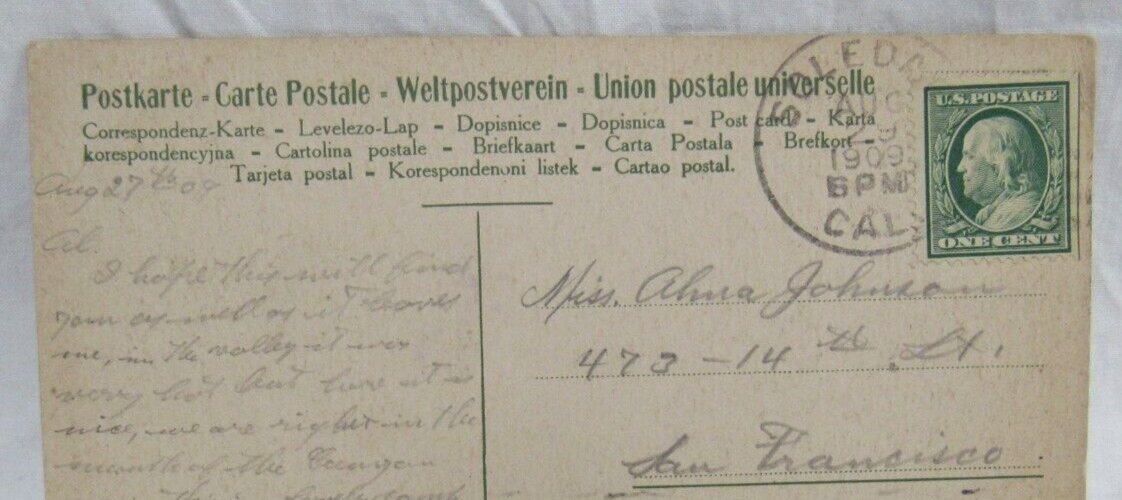 Postkarte - Carte Postale - Weltpostverein - Union postale universelle
Correspondenz-Karte - Levelezo-Lap - Dopisnice - Dopisnica - Post card - Karta
korespondencyjna - Cartolina postale - Briefkaart - Carta Postala - Brefkort -
Tarjeta postal - Korespondenoni listek - Cartao postal.
SOLEDAD
AUG
29
1909
6 PM
CAL.
U.S. POSTAGE
ONE CENT
Aug 27th 09
Al.
I hope this will find
you as well as it leaves
me, in the valley it was
very hot but here it is
nice, we are right in the
mouth of the Canyon
Miss. Alma Johnson
473 - 14th St.
San Francisco